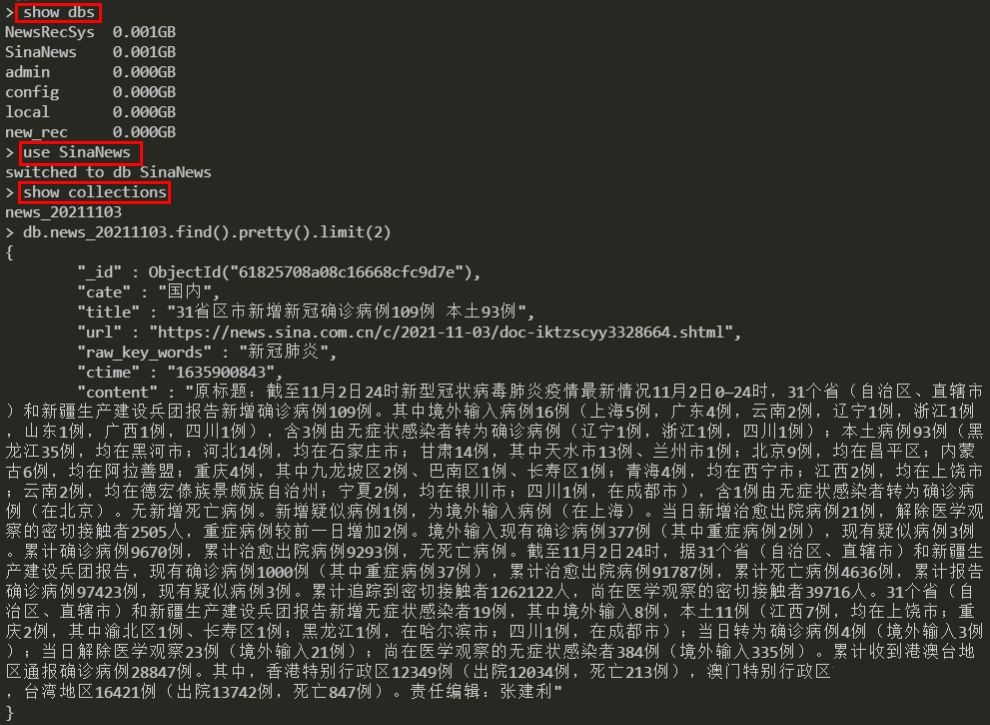 > show dbs
NewsRecSys  0.001GB
SinaNews    0.001GB
admin       0.000GB
config      0.000GB
local       0.000GB
new_rec     0.000GB
> use SinaNews
switched to db SinaNews
> show collections
news_20211103
> db.news_20211103.find().pretty().limit(2)
{
        "_id" : ObjectId("61825708a08c16668cfc9d7e"),
        "cate" : "国内",
        "title" : "31省区市新增新冠确诊病例109例 本土93例",
        "url" : "https://news.sina.com.cn/c/2021-11-03/doc-iktzscyy3328664.shtml",
        "raw_key_words" : "新冠肺炎",
        "ctime" : "1635900843",
        "content" : "原标题：截至11月2日24时新型冠状病毒肺炎疫情最新情况11月2日0—24时，31个省（自治区、直辖市
）和新疆生产建设兵团报告新增确诊病例109例。其中境外输入病例16例（上海5例，广东4例，云南2例，辽宁1例，浙江1例
，山东1例，广西1例，四川1例），含3例由无症状感染者转为确诊病例（辽宁1例，浙江1例，四川1例）；本土病例93例（黑
龙江35例，均在黑河市；河北14例，均在石家庄市；甘肃14例，其中天水市13例、兰州市1例；北京9例，均在昌平区；内蒙
古6例，均在阿拉善盟；重庆4例，其中九龙坡区2例、巴南区1例、长寿区1例；青海4例，均在西宁市；江西2例，均在上饶市
；云南2例，均在德宏傣族景颇族自治州；宁夏2例，均在银川市；四川1例，在成都市），含1例由无症状感染者转为确诊病
例（在北京）。无新增死亡病例。新增疑似病例1例，为境外输入病例（在上海）。当日新增治愈出院病例21例，解除医学观
察的密切接触者2505人，重症病例较前一日增加2例。境外输入现有确诊病例377例（其中重症病例2例），现有疑似病例3例
。累计确诊病例9670例，累计治愈出院病例9293例，无死亡病例。截至11月2日24时，据31个省（自治区、直辖市）和新疆生
产建设兵团报告，现有确诊病例1000例（其中重症病例37例），累计治愈出院病例91787例，累计死亡病例4636例，累计报告
确诊病例97423例，现有疑似病例3例。累计追踪到密切接触者1262122人，尚在医学观察的密切接触者39716人。31个省（自
治区、直辖市）和新疆生产建设兵团报告新增无症状感染者19例，其中境外输入8例，本土11例（江西7例，均在上饶市；重
庆2例，其中渝北区1例、长寿区1例；黑龙江1例，在哈尔滨市；四川1例，在成都市）；当日转为确诊病例4例（境外输入3例
）；当日解除医学观察23例（境外输入21例）；尚在医学观察的无症状感染者384例（境外输入335例）。累计收到港澳台地
区通报确诊病例28847例。其中，香港特别行政区12349例（出院12034例，死亡213例），澳门特别行政区
，台湾地区16421例（出院13742例，死亡847例）。责任编辑：张建利"
}